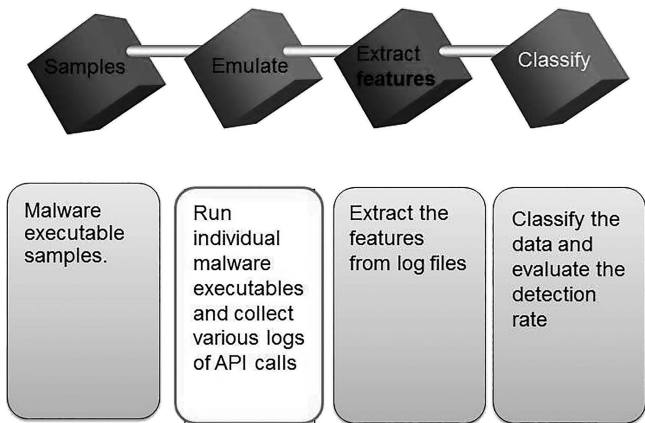 Samples
Emulate
Extract
features
Classify
Malware
executable
samples.
Run
individual
malware
executables
and collect
various logs
of API calls
Extract the
features
from log files
Classify the
data and
evaluate the
detection
rate